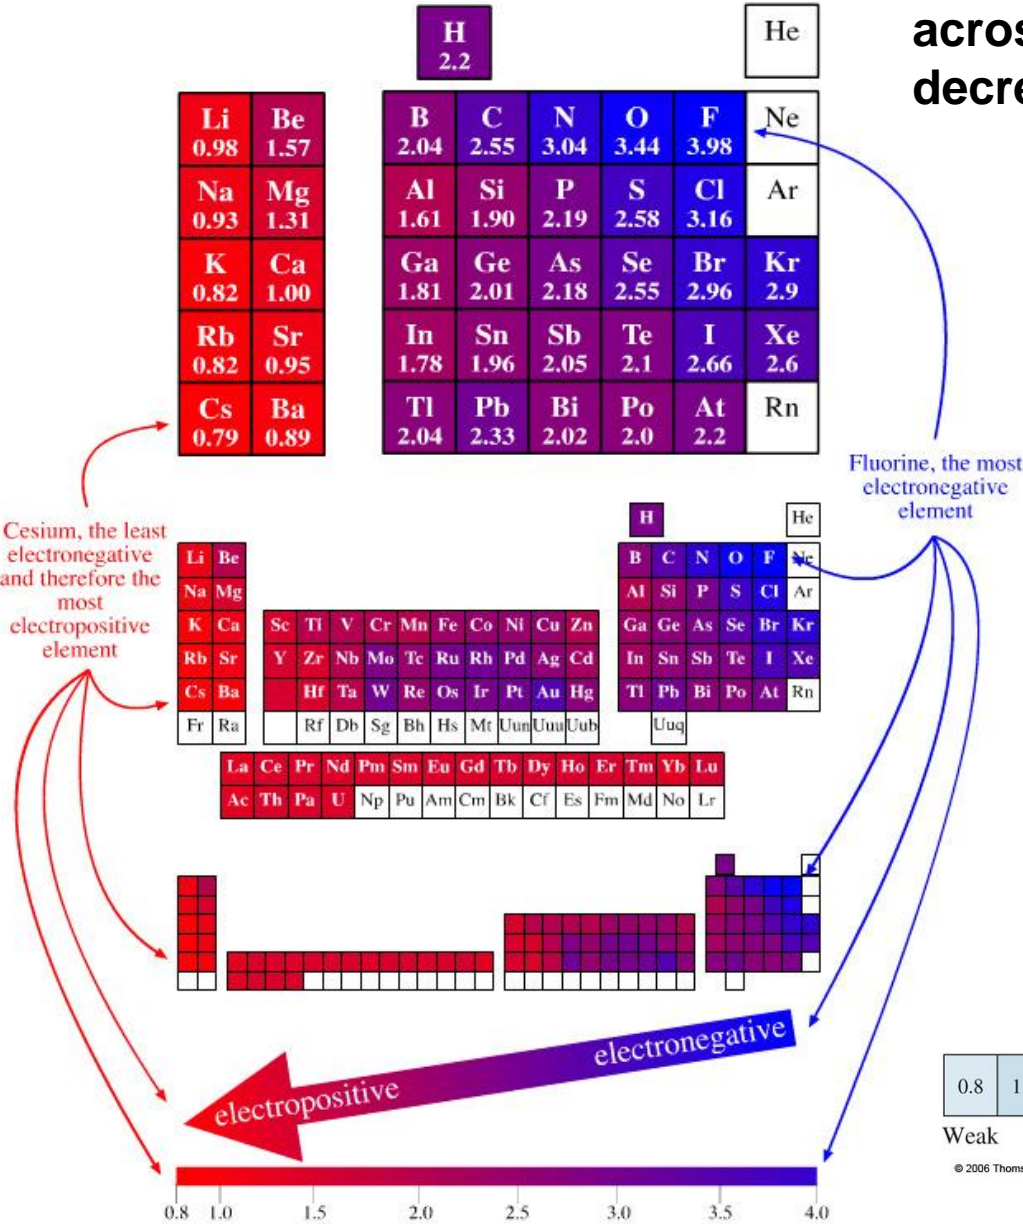 acros
decre
H He
2.2
Li Be B C N O F Ne
0.98 1.57 2.04 2.55 3.04 3.44 3.98
Na Mg Al Si P S Cl Ar
0.93 1.31 1.61 1.90 2.19 2.58 3.16
K Ca Ga Ge As Se Br Kr
0.82 1.00 1.81 2.01 2.18 2.55 2.96 2.9
Rb Sr In Sn Sb Te I Xe
0.82 0.95 1.78 1.96 2.05 2.1 2.66 2.6
Cs Ba Tl Pb Bi Po At Rn
0.79 0.89 2.04 2.33 2.02 2.0 2.2
Fluorine, the most
electronegative
element
Cesium, the least
electronegative
and therefore the
most
electropositive
element
H He
Li Be B C N O F Ne
Na Mg Al Si P S Cl Ar
K Ca Sc Ti V Cr Mn Fe Co Ni Cu Zn Ga Ge As Se Br Kr
Rb Sr Y Zr Nb Mo Tc Ru Rh Pd Ag Cd In Sn Sb Te I Xe
Cs Ba Hf Ta W Re Os Ir Pt Au Hg Tl Pb Bi Po At Rn
Fr Ra Rf Db Sg Bh Hs Mt Uun Uuu Uub Uuq
La Ce Pr Nd Pm Sm Eu Gd Tb Dy Ho Er Tm Yb Lu
Ac Th Pa U Np Pu Am Cm Bk Cf Es Fm Md No Lr
electropositive electronegative
0.8 1
Weak
© 2006 Thoms
0.8 1.0 1.5 2.0 2.5 3.0 3.5 4.0